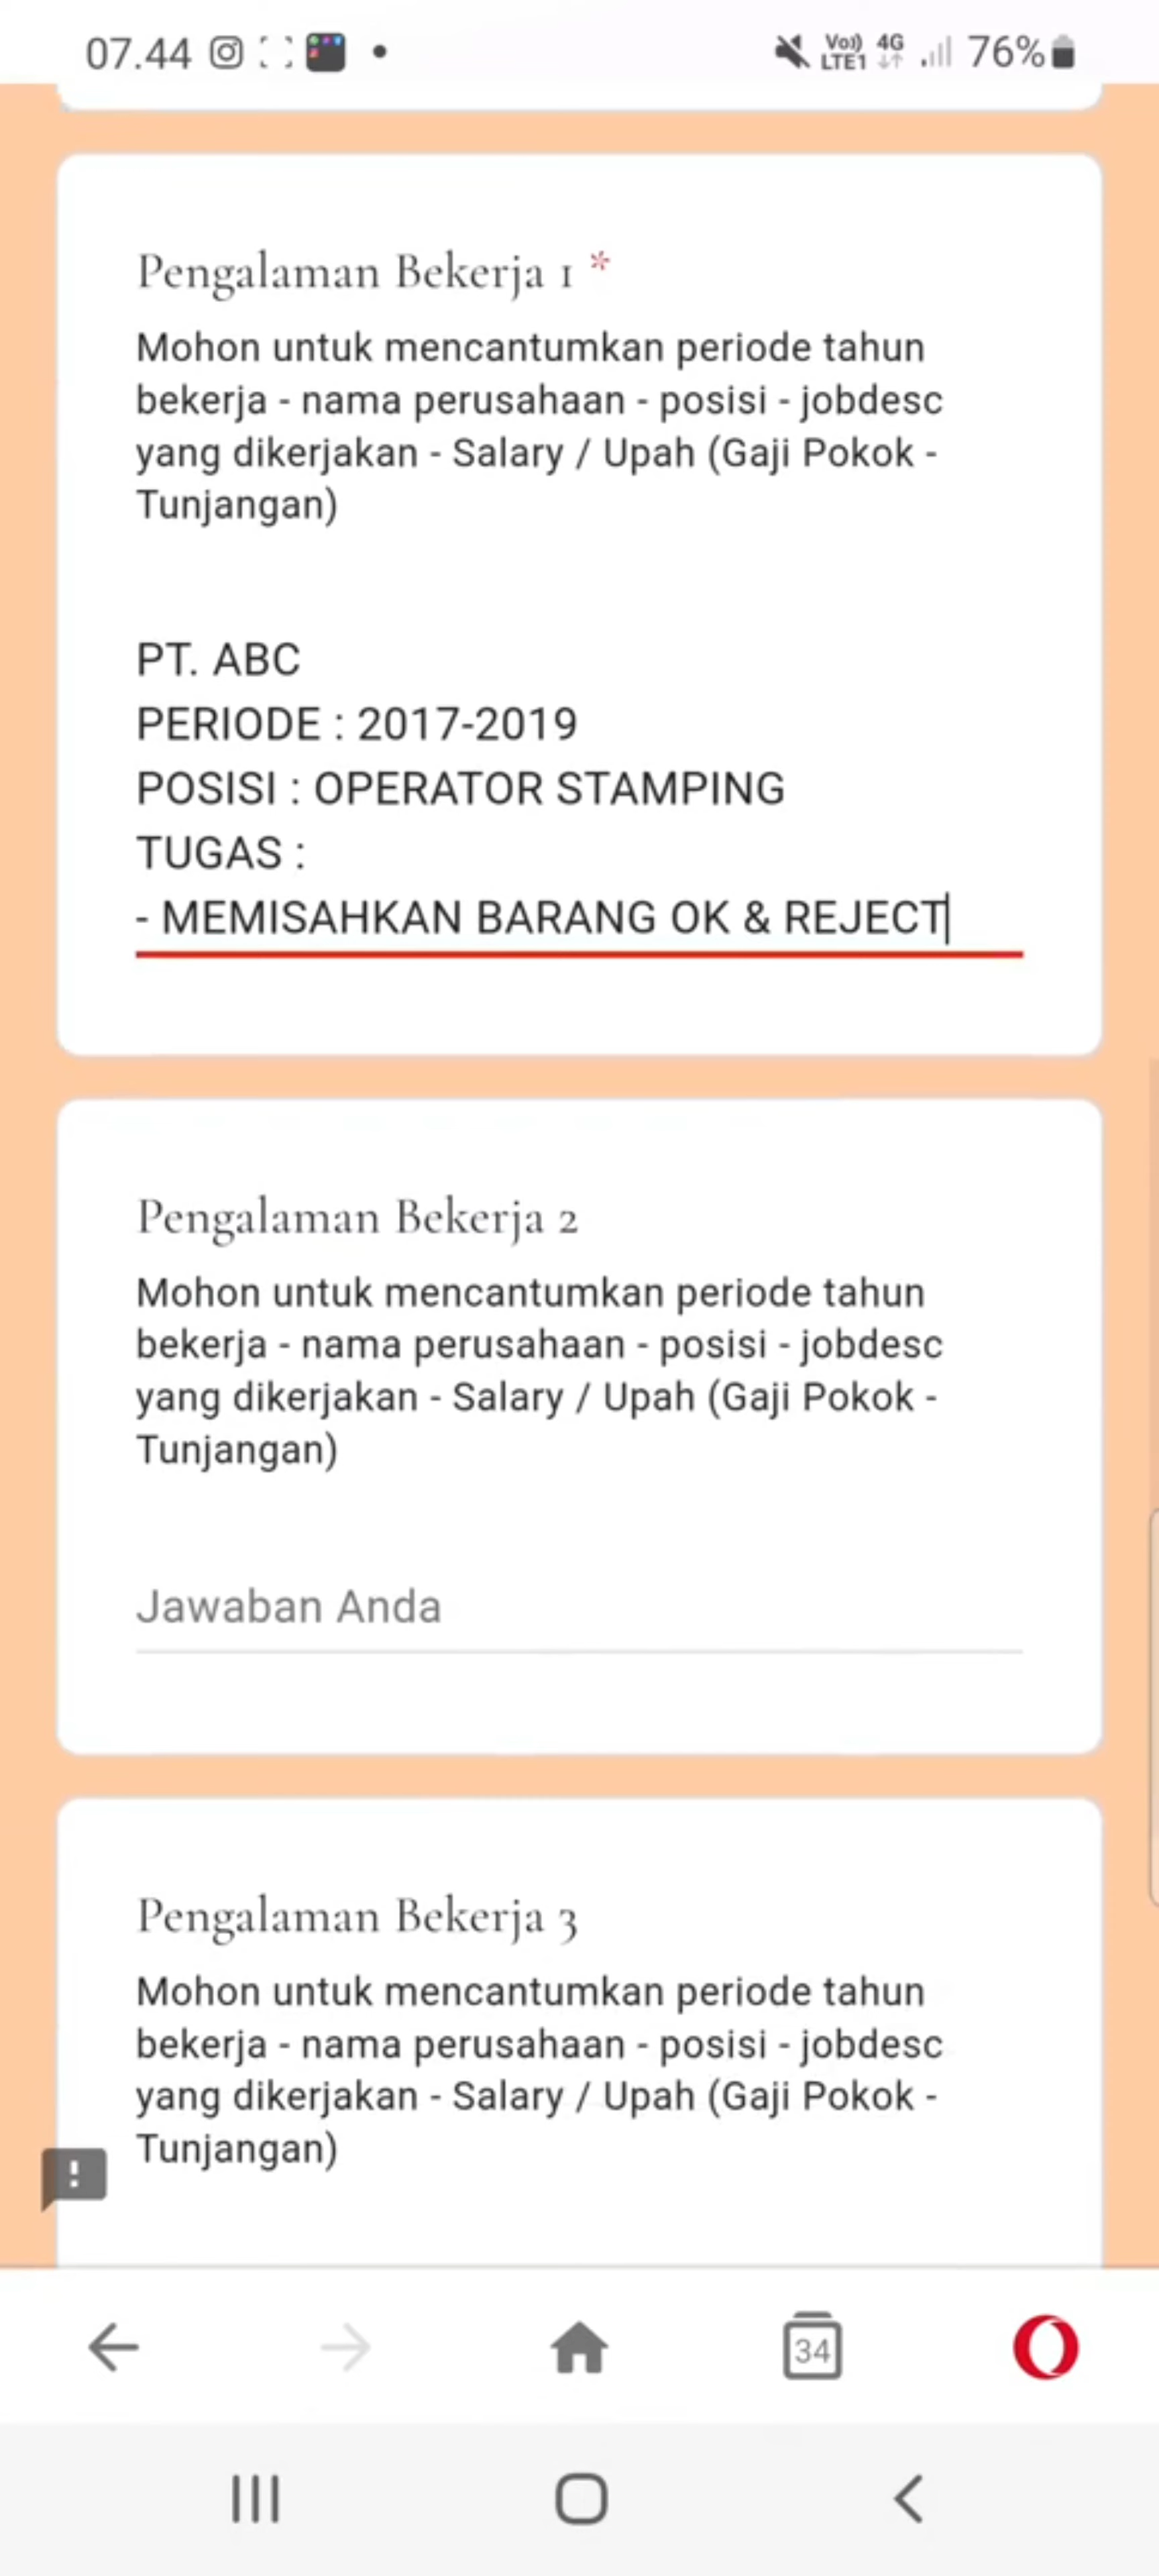 07.44
Vo))
LTE1
4G
76%
Pengalaman Bekerja 1 *
Mohon untuk mencantumkan periode tahun
bekerja - nama perusahaan - posisi - jobdesc
yang dikerjakan - Salary / Upah (Gaji Pokok -
Tunjangan)
PT. ABC
PERIODE : 2017-2019
POSISI : OPERATOR STAMPING
TUGAS :
- MEMISAHKAN BARANG OK & REJECT
Pengalaman Bekerja 2
Mohon untuk mencantumkan periode tahun
bekerja - nama perusahaan - posisi - jobdesc
yang dikerjakan - Salary / Upah (Gaji Pokok -
Tunjangan)
Jawaban Anda
Pengalaman Bekerja 3
Mohon untuk mencantumkan periode tahun
bekerja - nama perusahaan - posisi - jobdesc
yang dikerjakan - Salary / Upah (Gaji Pokok -
Tunjangan)
34